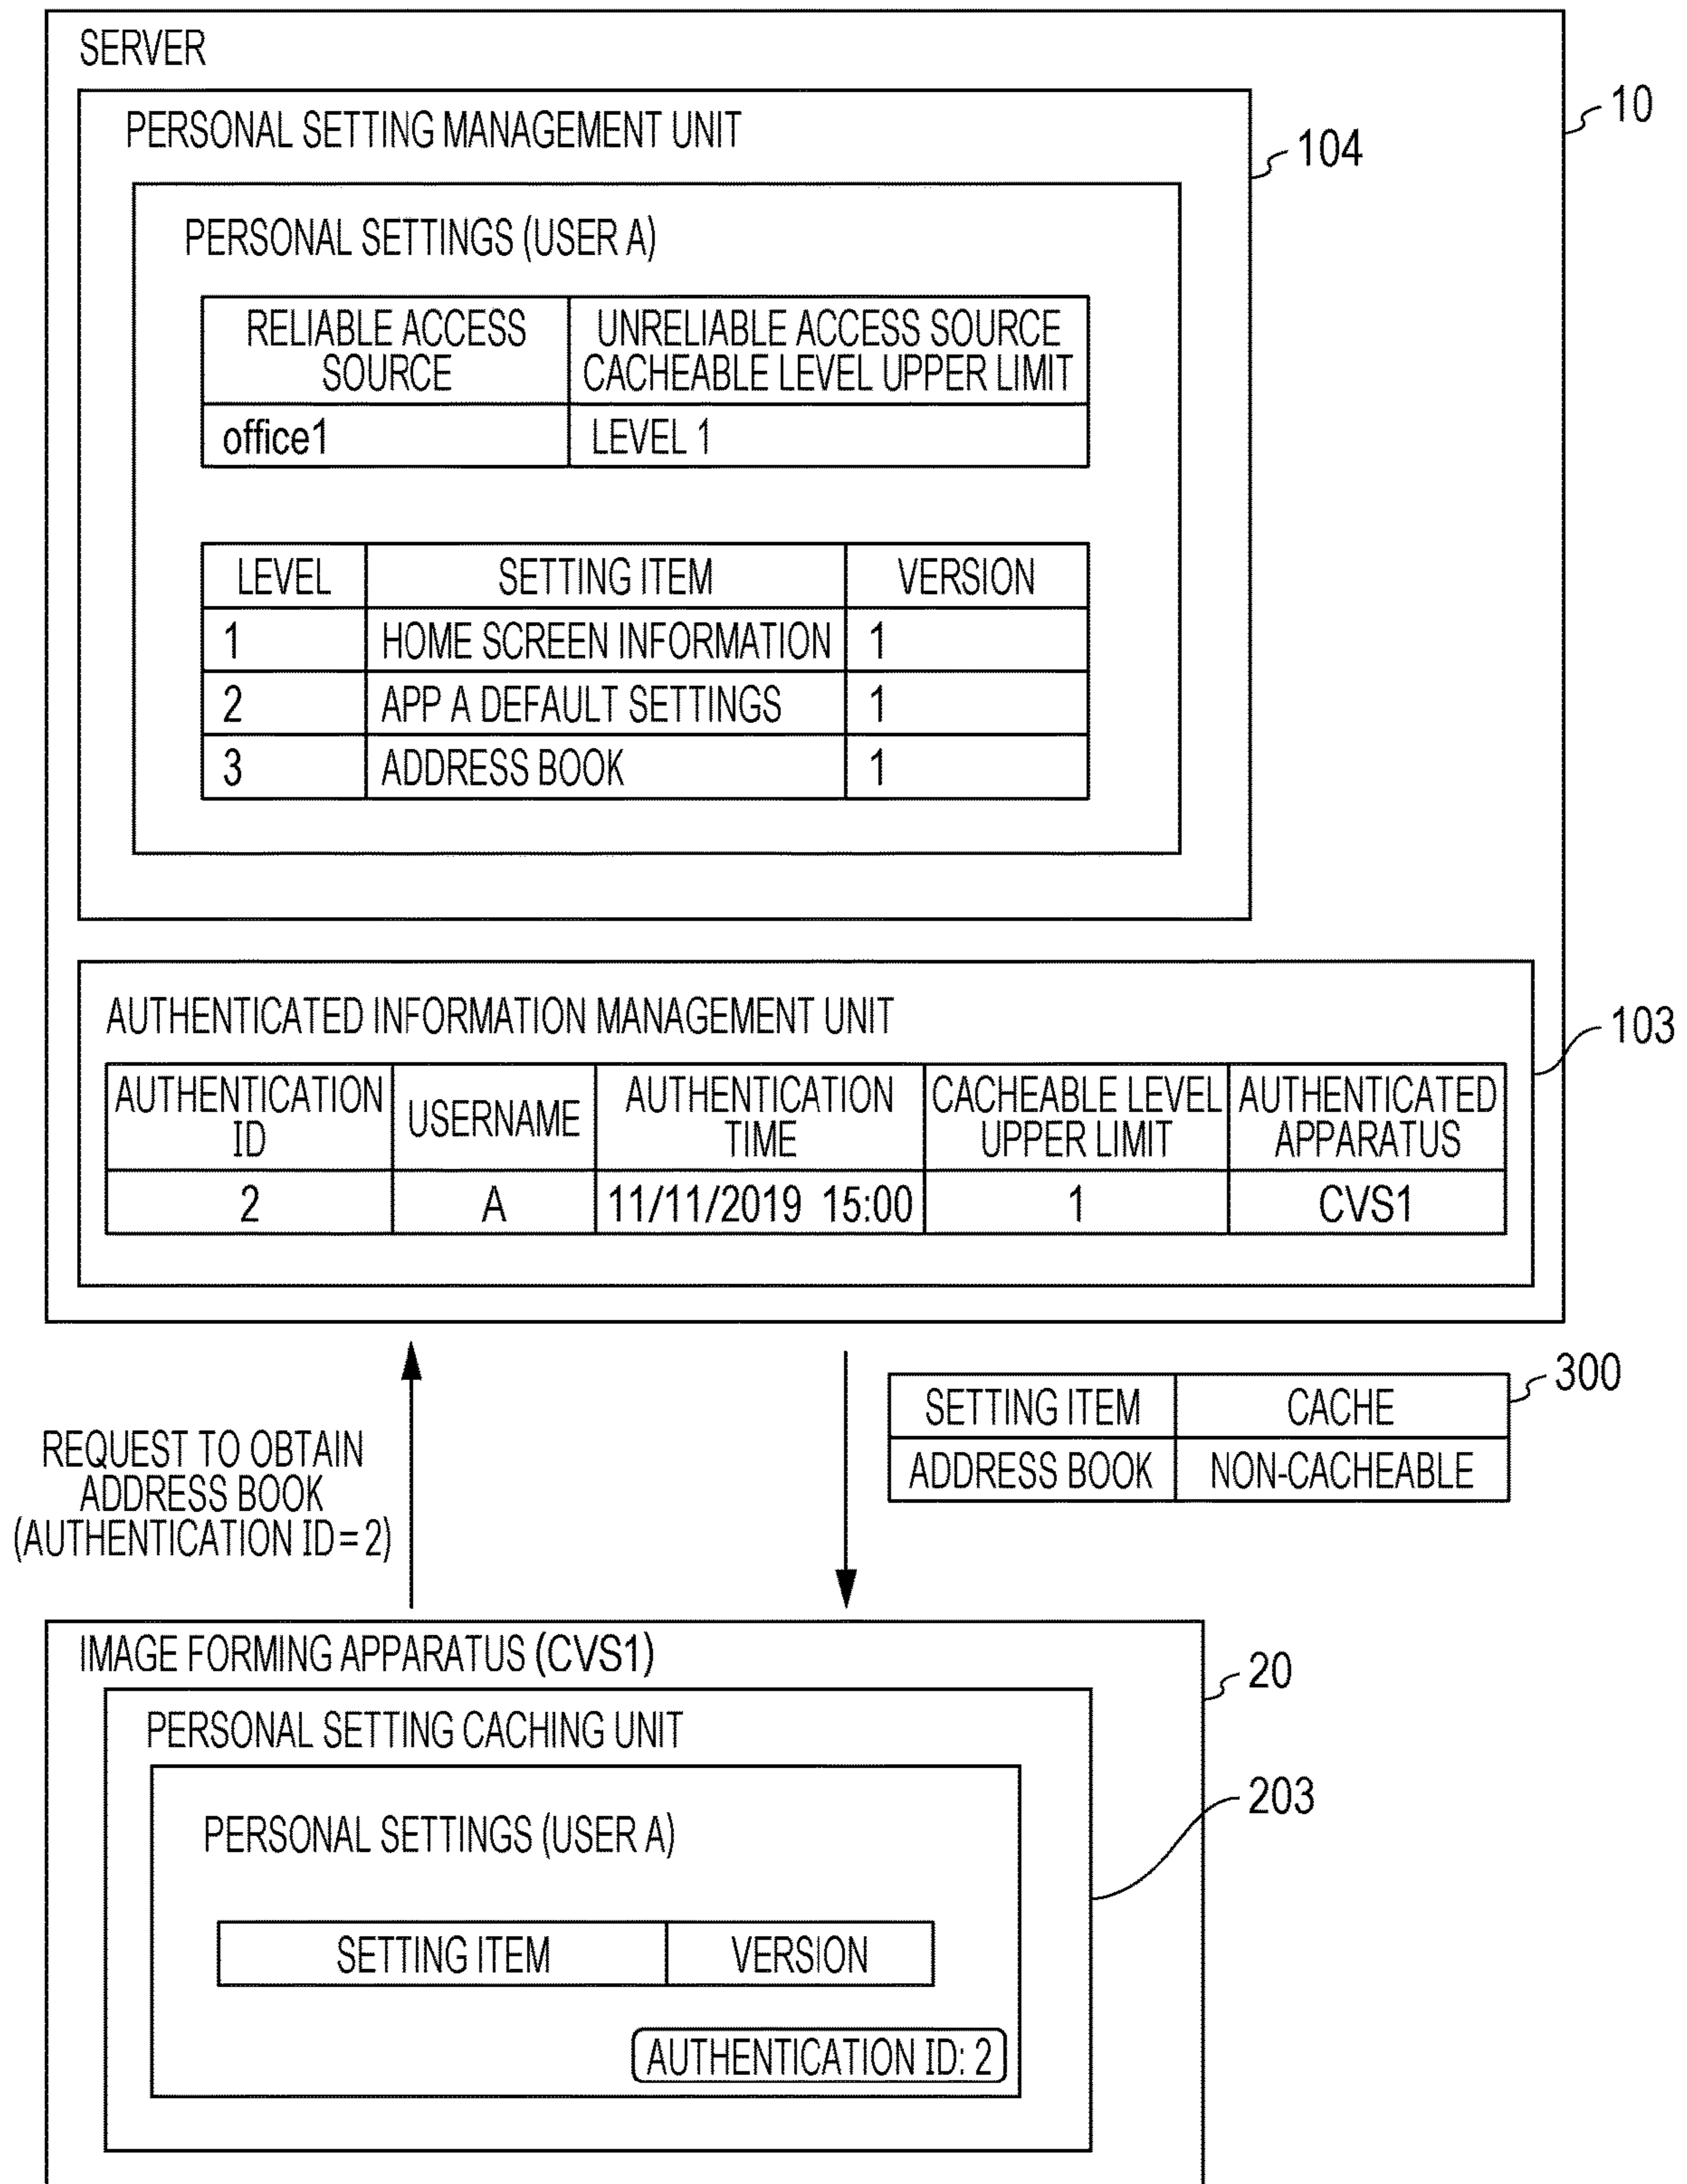 SERVER
10
PERSONAL SETTING MANAGEMENT UNIT
104
PERSONAL SETTINGS (USER A)
RELIABLE ACCESS
SOURCE
UNRELIABLE ACCESS SOURCE
CACHEABLE LEVEL UPPER LIMIT
office1
LEVEL 1
LEVEL
SETTING ITEM
VERSION
1
HOME SCREEN INFORMATION
1
2
APP A DEFAULT SETTINGS
1
3
ADDRESS BOOK
1
AUTHENTICATED INFORMATION MANAGEMENT UNIT
103
AUTHENTICATION
ID
USERNAME
AUTHENTICATION
TIME
CACHEABLE LEVEL
UPPER LIMIT
AUTHENTICATED
APPARATUS
2
A
11/11/2019 15:00
1
CVS1
REQUEST TO OBTAIN
ADDRESS BOOK
(AUTHENTICATION ID = 2)
300
SETTING ITEM
CACHE
ADDRESS BOOK
NON-CACHEABLE
IMAGE FORMING APPARATUS (CVS1)
20
PERSONAL SETTING CACHING UNIT
203
PERSONAL SETTINGS (USER A)
SETTING ITEM
VERSION
AUTHENTICATION ID: 2